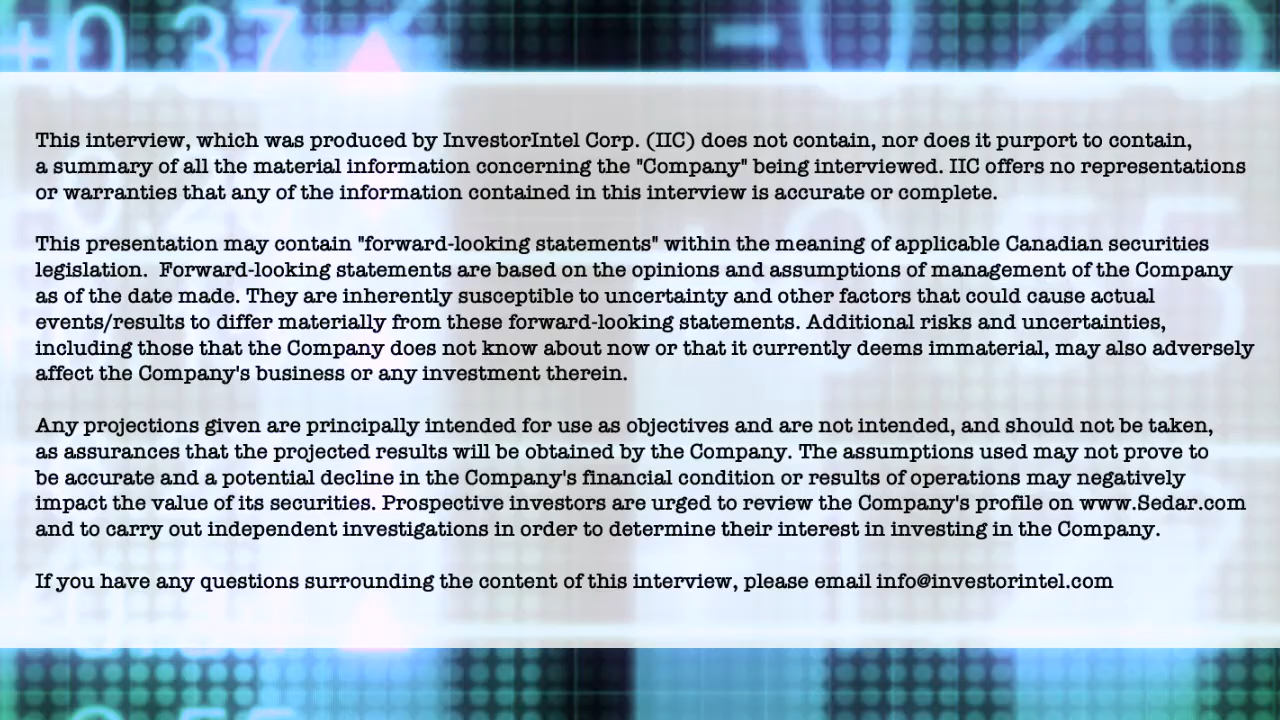 +0.37
-0.26
This interview, which was produced by InvestorIntel Corp. (IIC) does not contain, nor does it purport to contain,
a summary of all the material information concerning the "Company" being interviewed. IIC offers no representations
or warranties that any of the information contained in this interview is accurate or complete.
This presentation may contain "forward-looking statements" within the meaning of applicable Canadian securities
legislation.  Forward-looking statements are based on the opinions and assumptions of management of the Company
as of the date made. They are inherently susceptible to uncertainty and other factors that could cause actual
events/results to differ materially from these forward-looking statements. Additional risks and uncertainties,
including those that the Company does not know about now or that it currently deems immaterial, may also adversely
affect the Company's business or any investment therein.
Any projections given are principally intended for use as objectives and are not intended, and should not be taken,
as assurances that the projected results will be obtained by the Company. The assumptions used may not prove to
be accurate and a potential decline in the Company's financial condition or results of operations may negatively
impact the value of its securities. Prospective investors are urged to review the Company's profile on www.Sedar.com
and to carry out independent investigations in order to determine their interest in investing in the Company.
If you have any questions surrounding the content of this interview, please email info@investorintel.com